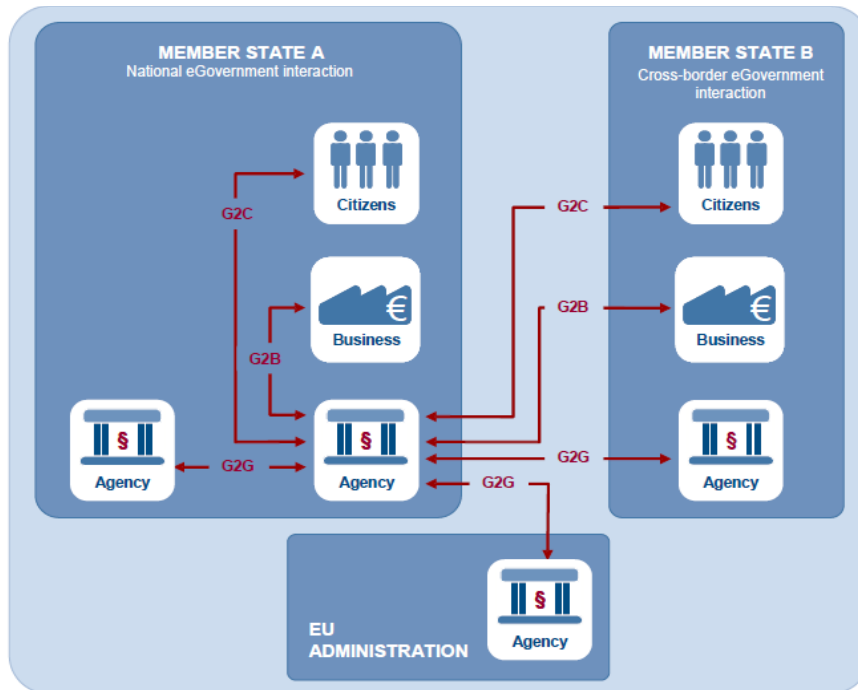 MEMBER STATE A
National eGovernment interaction
MEMBER STATE B
Cross-border eGovernment
interaction
Citizens
G2C
Citizens
G2C
Business
€
G2B
Business
€
G2B
§
Agency
G2G
§
Agency
G2G
§
Agency
G2G
§
Agency
EU
ADMINISTRATION